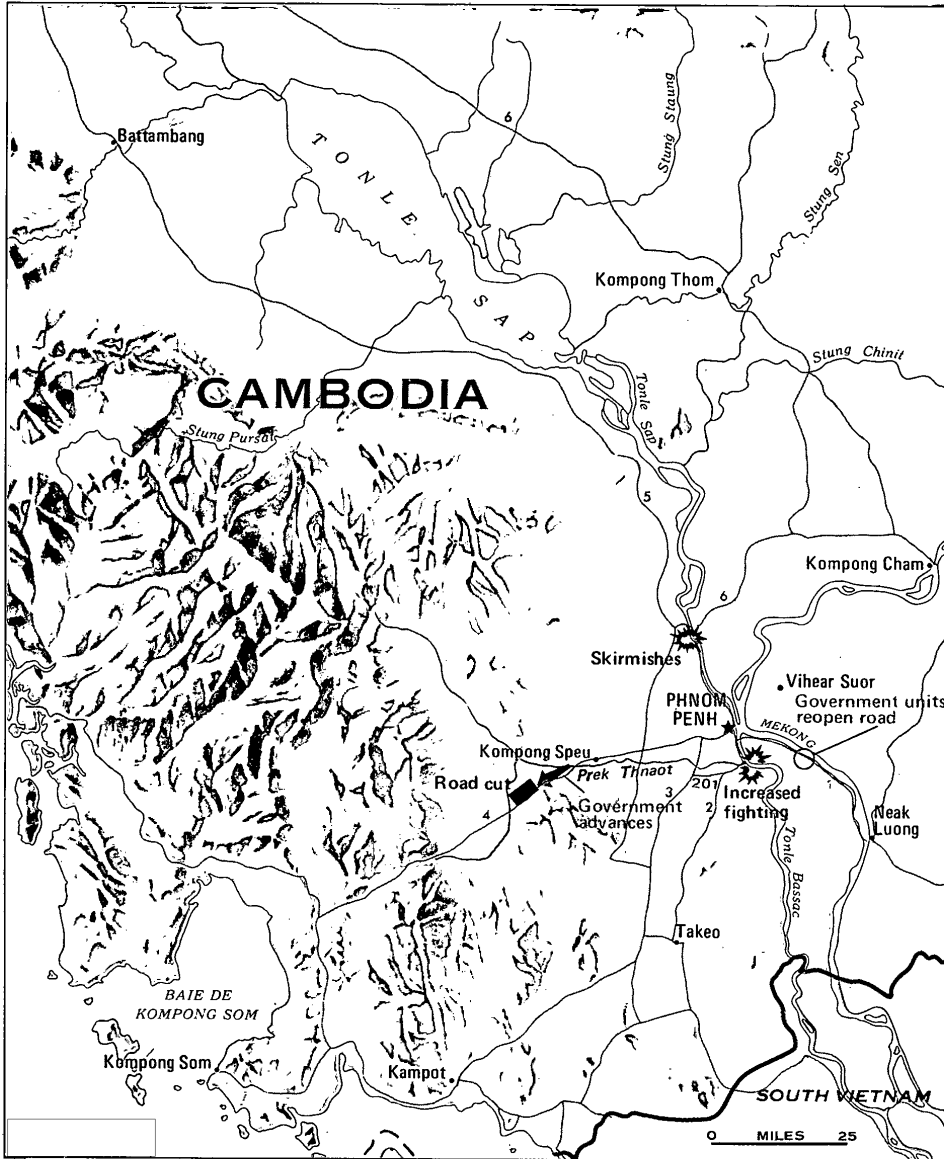 Battambang
6
Stung Staung
Stung Sen
TONLE
SAP
Kompong Thom
Stung Chinit
CAMBODIA
Tonle Sap
Stung Pursat
5
Kompong Cham
6
Skirmishes
Vihear Suor
Government units
reopen road
PHNOM
PENH
MEKONG
Kompong Speu
Prek Thnaot
Road cut
3
201
2
Increased
fighting
1
Government
advances
4
Neak
Luong
Tonle Bassac
Takeo
BAIE DE
KOMPONG SOM
Kompong Som
Kampot
SOUTH VIETNAM
0 MILES 25